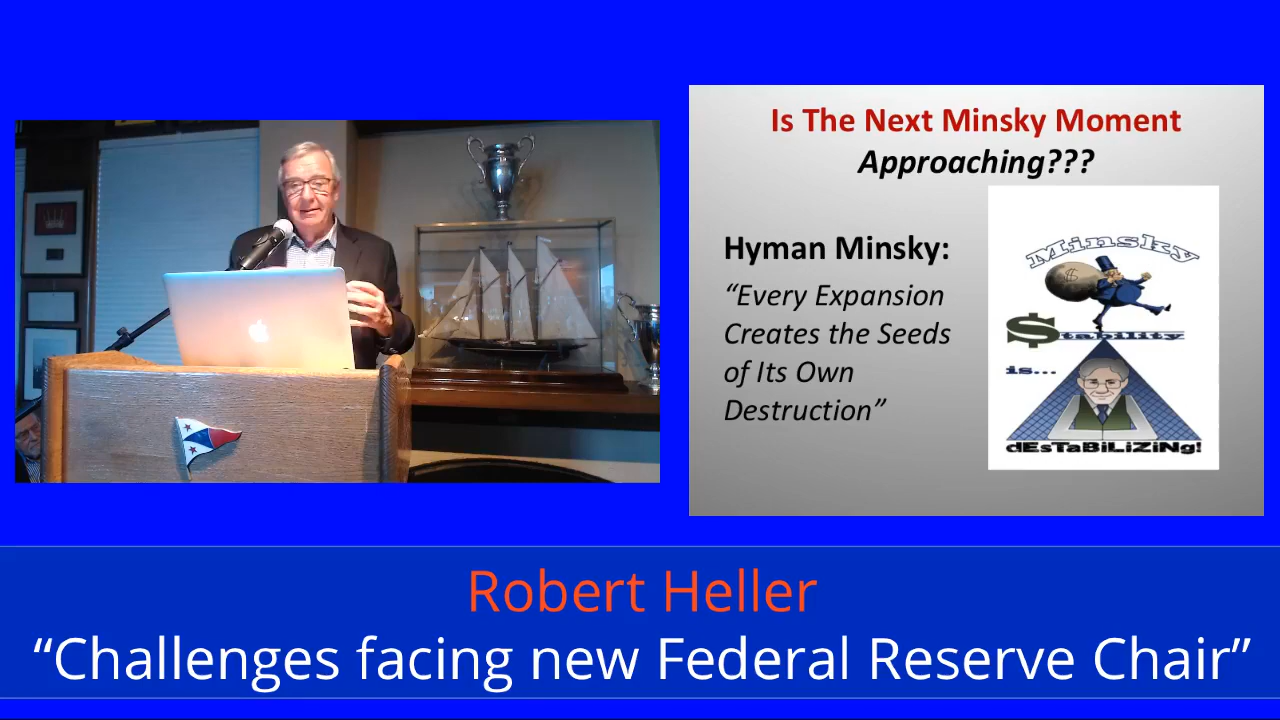 Is The Next Minsky Moment
Approaching???
Hyman Minsky:
“Every Expansion
Creates the Seeds
of Its Own
Destruction”
Minsky
$
$tability
is...
dEsTaBiLiZiNg!
Robert Heller
“Challenges facing new Federal Reserve Chair”